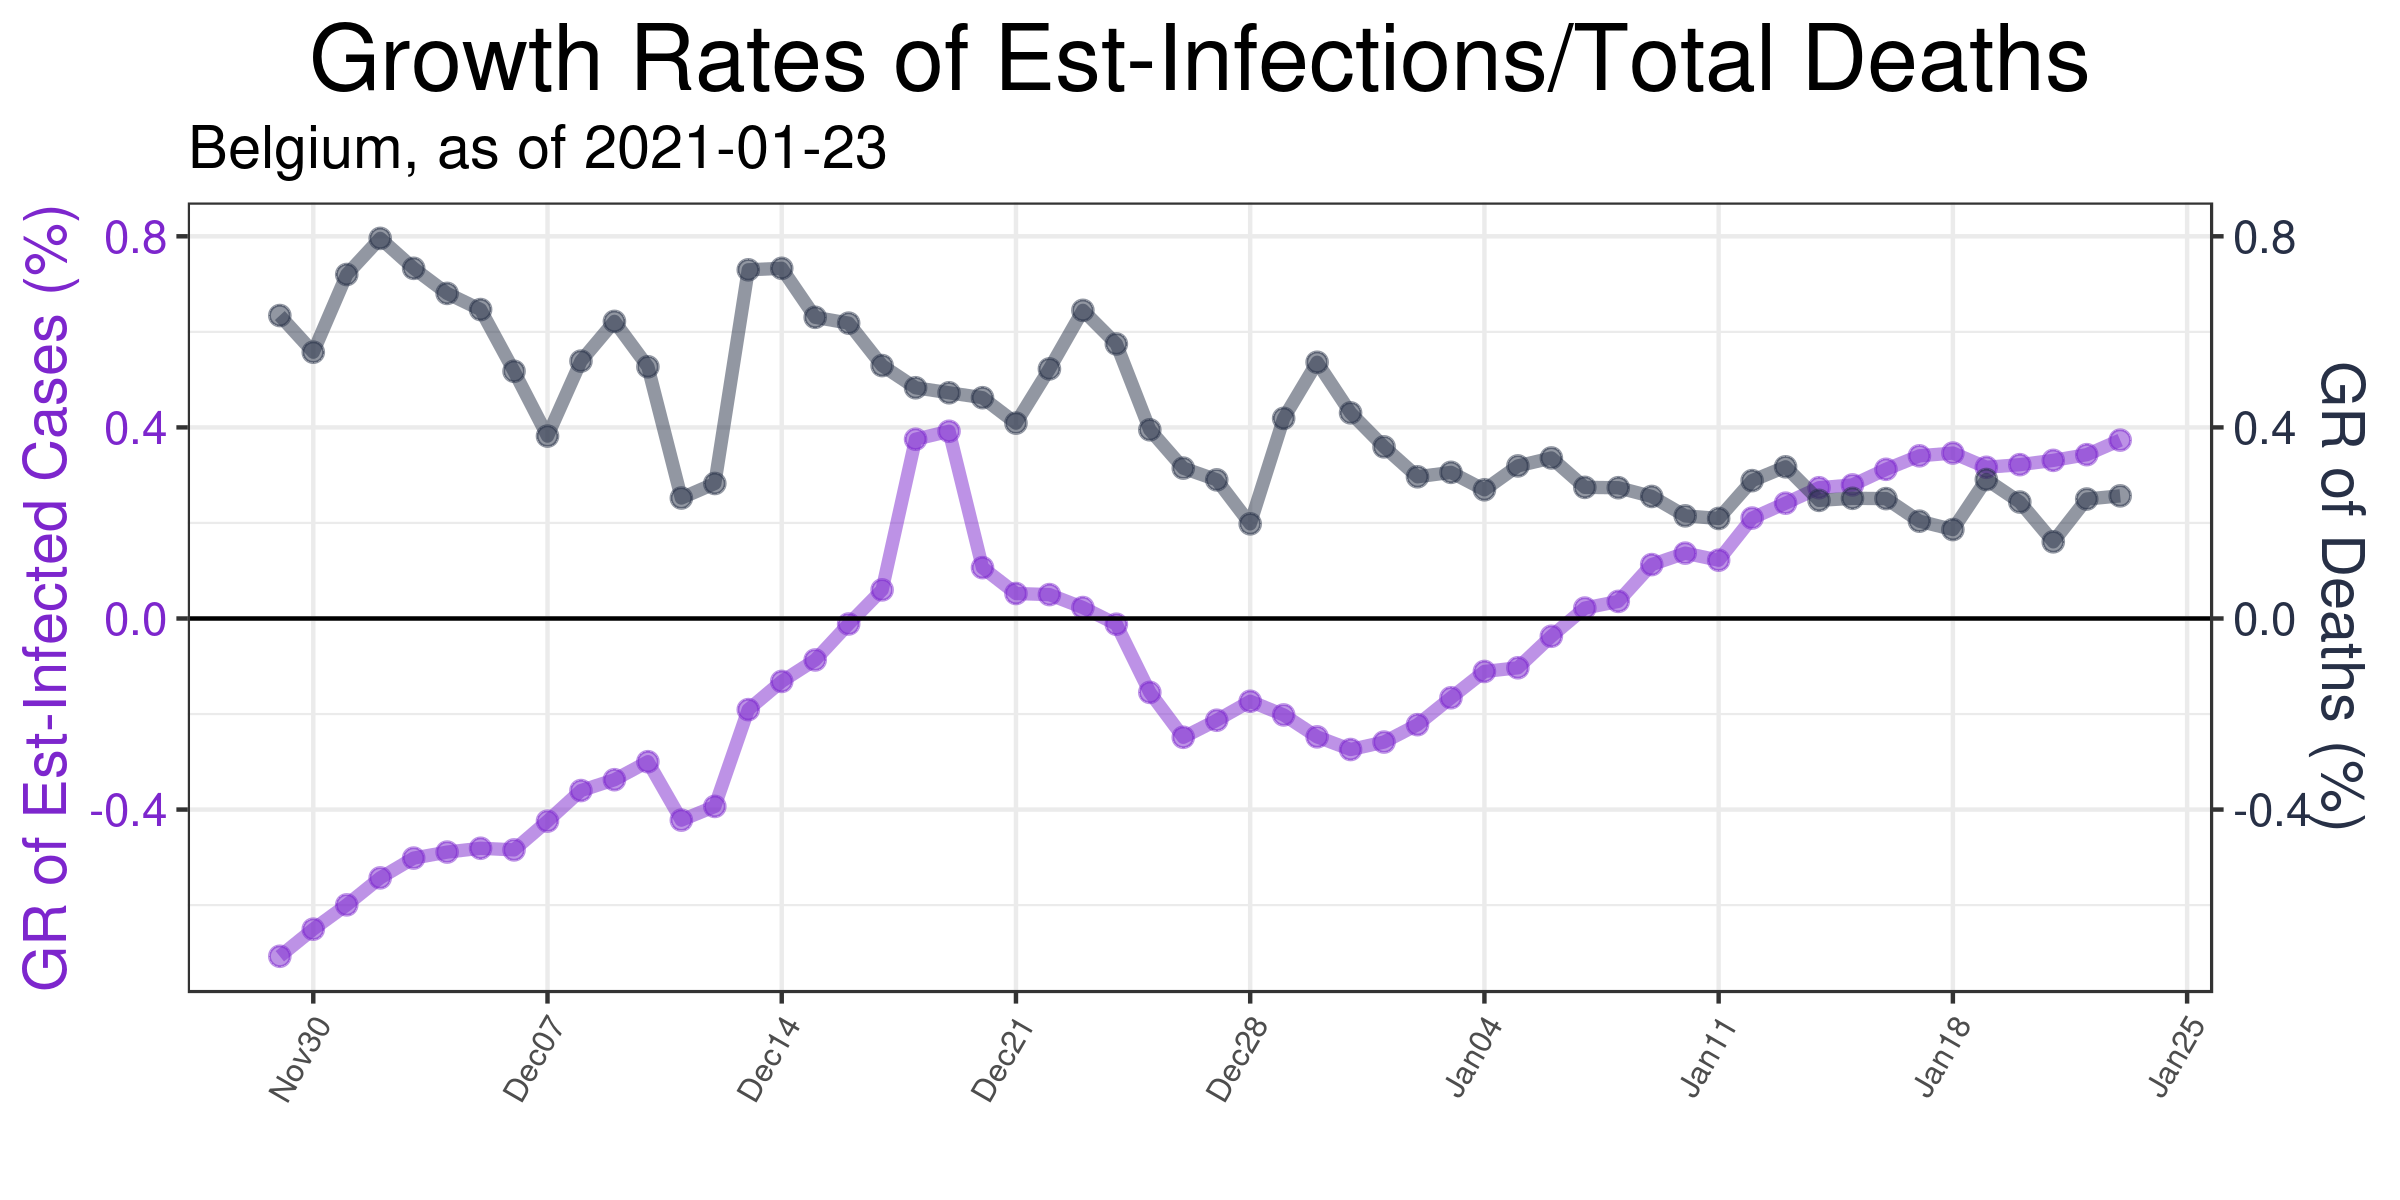 Growth Rates of Est-Infections/Total Deaths
Belgium, as of 2021-01-23
GR of Est-Infected Cases (%)
0.8
0.4
0.0
-0.4
0.8
0.4
0.0
-0.4
GR of Deaths (%)
Nov30
Dec07
Dec14
Dec21
Dec28
Jan04
Jan11
Jan18
Jan25